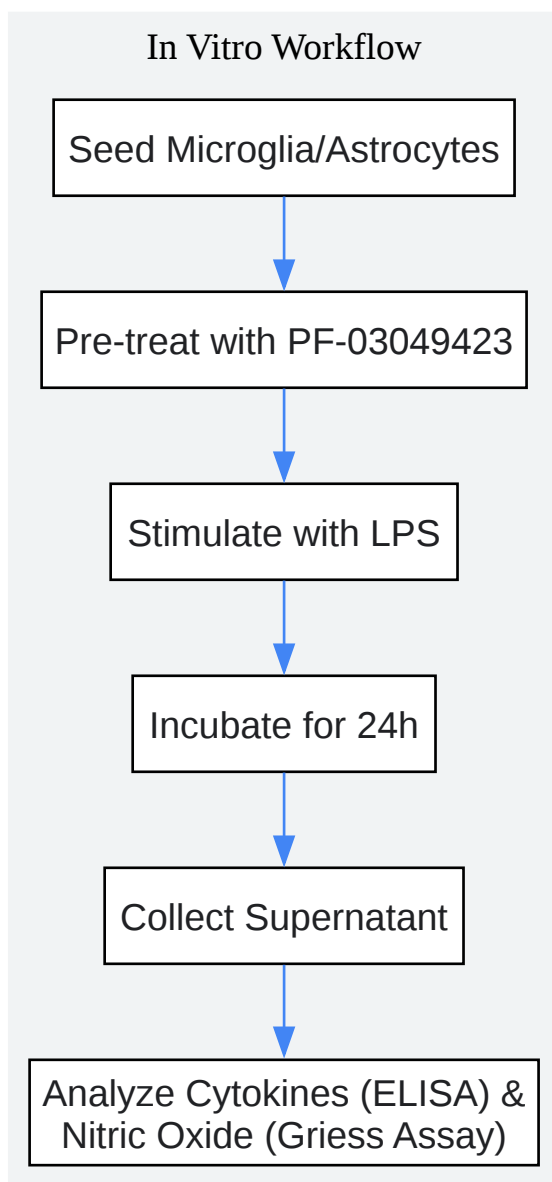 In Vitro Workflow
Seed Microglia/Astrocytes
Pre-treat with PF-03049423
Stimulate with LPS
Incubate for 24h
Collect Supernatant
Analyze Cytokines (ELISA) &
Nitric Oxide (Griess Assay)